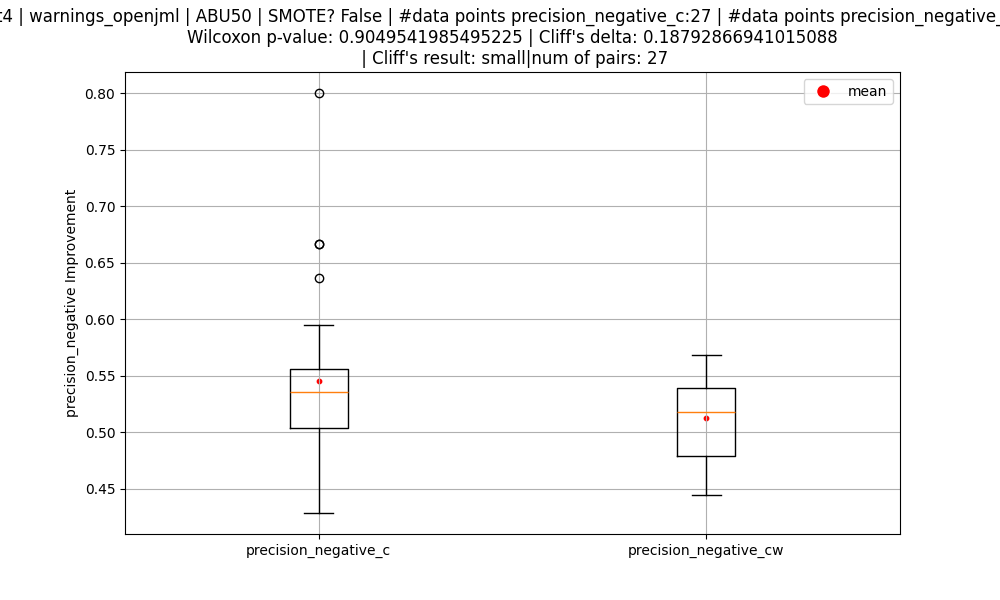 t4 | warnings_openjml | ABU50 | SMOTE? False | #data points precision_negative_c:27 | #data points precision_negative_
Wilcoxon p-value: 0.9049541985495225 | Cliff's delta: 0.18792866941015088
| Cliff's result: small|num of pairs: 27
mean
0.80
0.75
0.70
0.65
0.60
0.55
0.50
0.45
precision_negative Improvement
precision_negative_c
precision_negative_cw